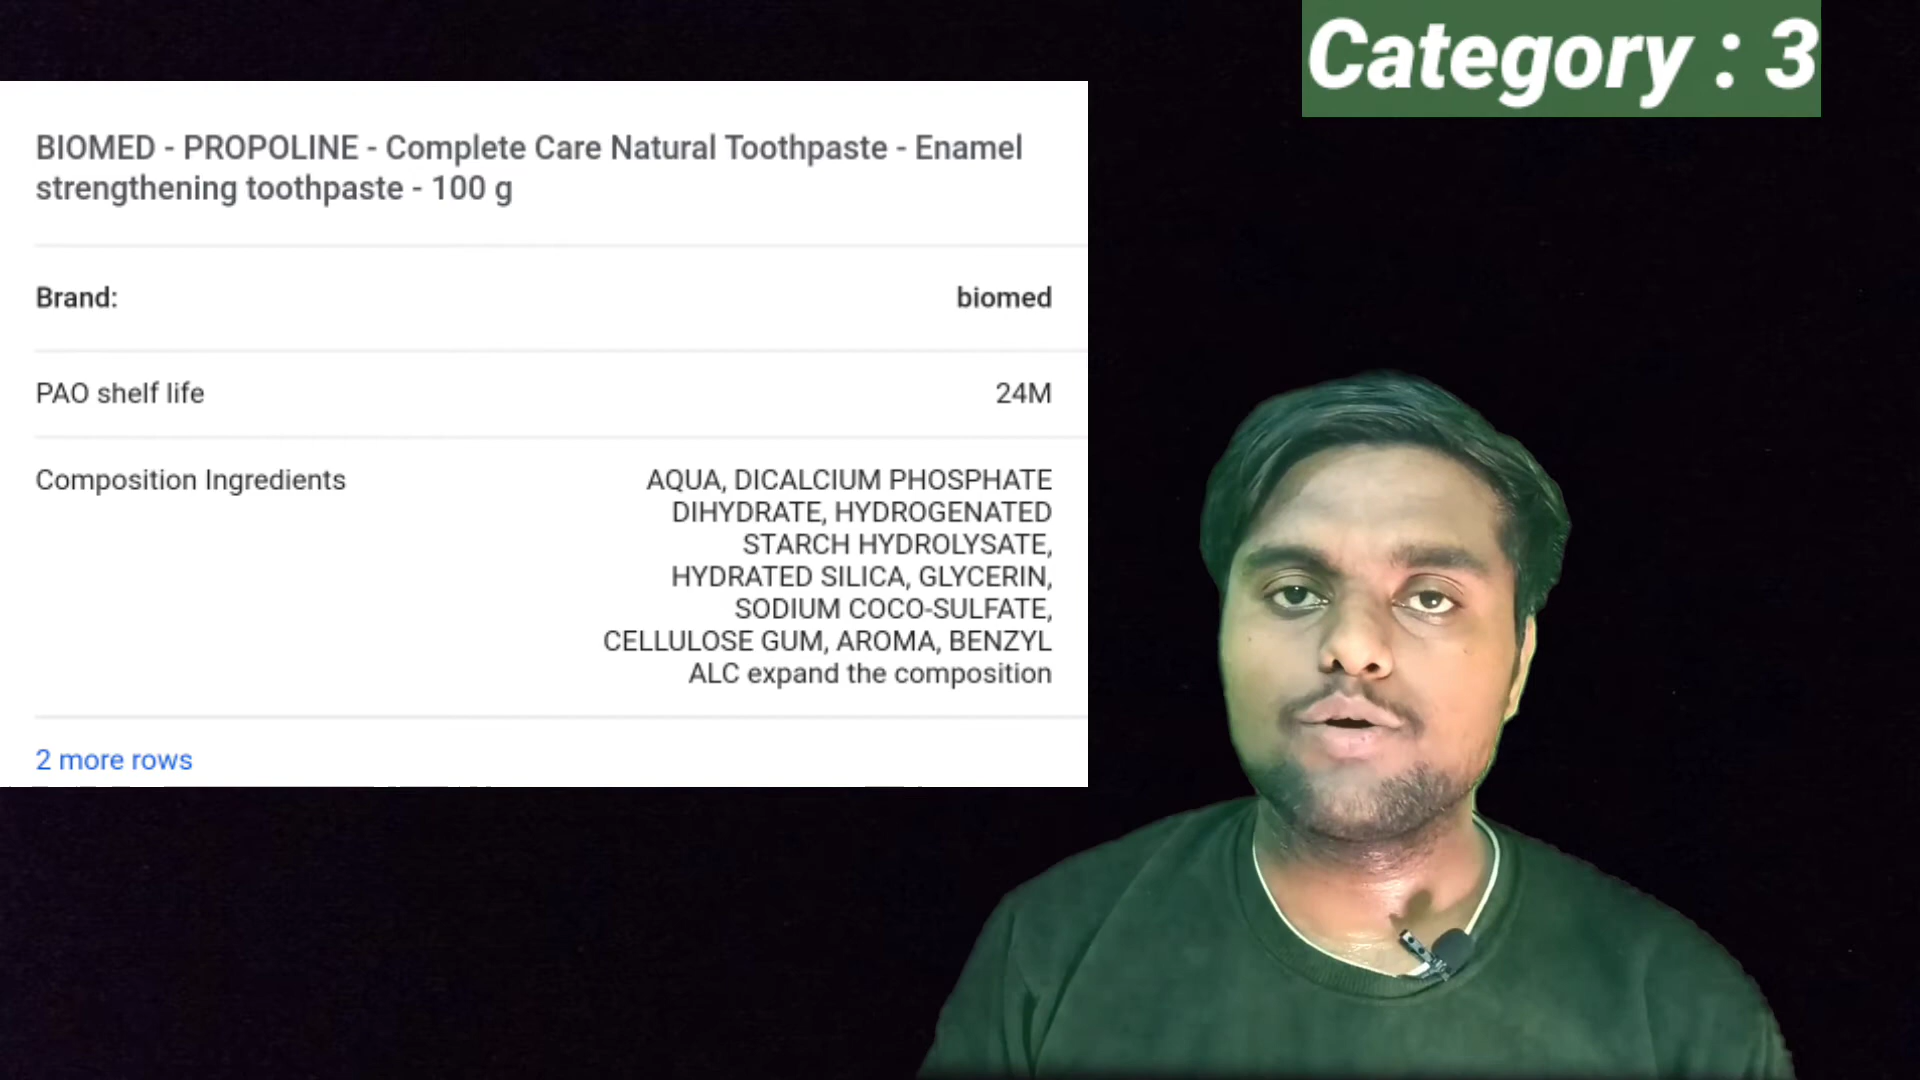 Category : 3
BIOMED - PROPOLINE - Complete Care Natural Toothpaste - Enamel
strengthening toothpaste - 100 g
Brand: biomed
PAO shelf life 24M
Composition Ingredients AQUA, DICALCIUM PHOSPHATE
DIHYDRATE, HYDROGENATED
STARCH HYDROLYSATE,
HYDRATED SILICA, GLYCERIN,
SODIUM COCO-SULFATE,
CELLULOSE GUM, AROMA, BENZYL
ALC expand the composition
2 more rows